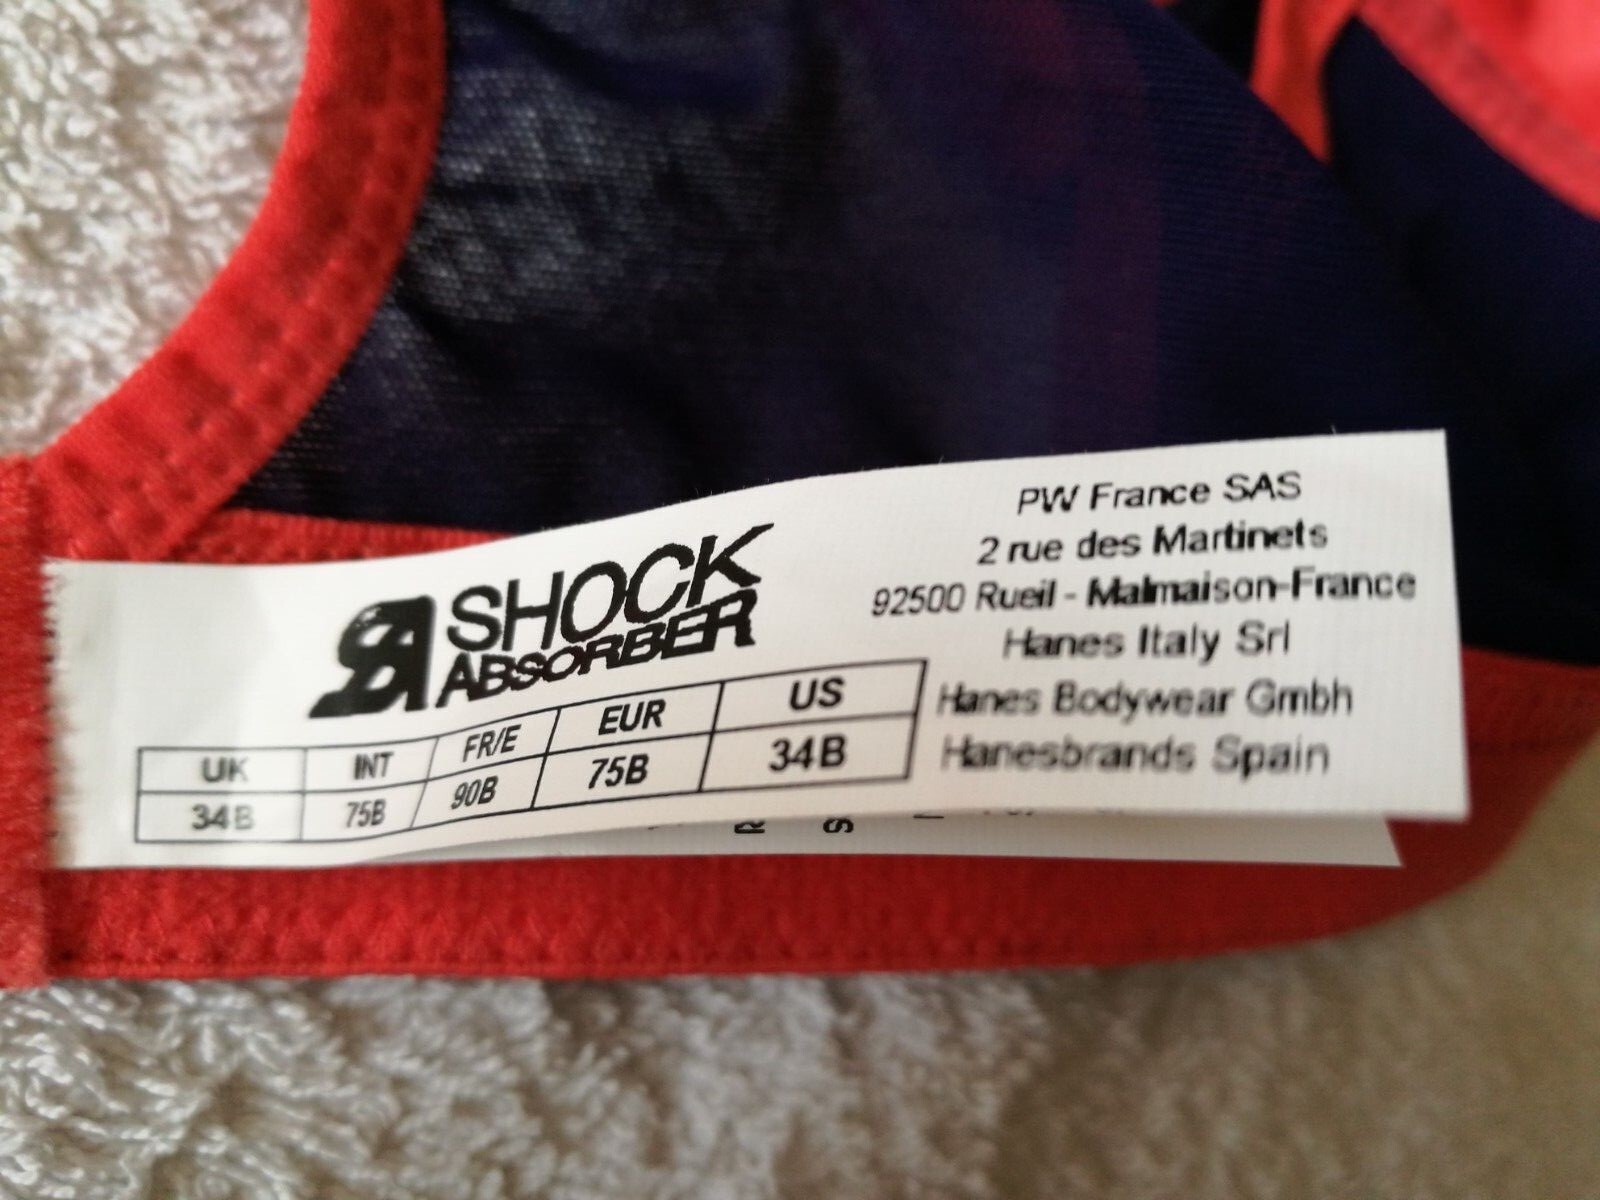 SA SHOCK
ABSORBER
UK INT FR/E EUR US
34B 75B 90B 75B 34B
PW France SAS
2 rue des Martinets
92500 Rueil - Malmaison-France
Hanes Italy Srl
Hanes Bodywear Gmbh
Hanesbrands Spain